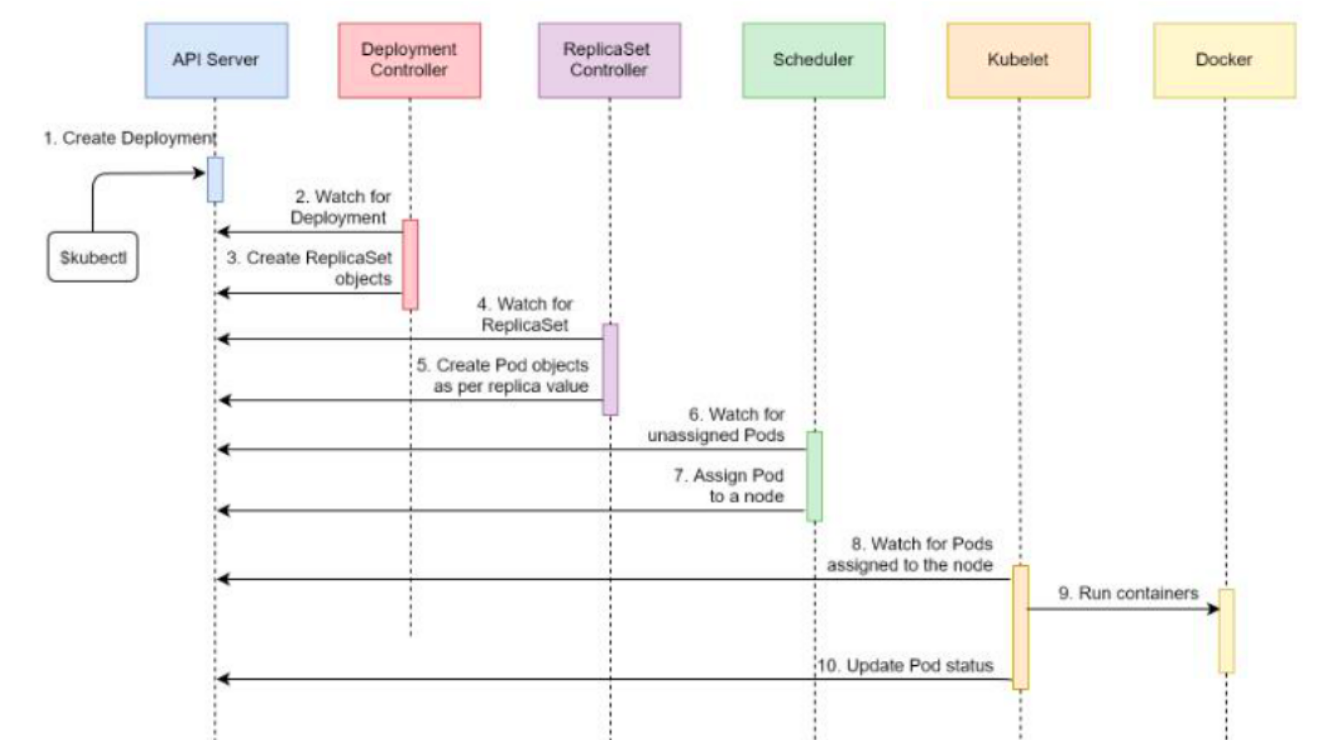 API Server
Deployment
Controller
ReplicaSet
Controller
Scheduler
Kubelet
Docker
1. Create Deployment
$kubectl
2. Watch for
Deployment
3. Create ReplicaSet
objects
4. Watch for
ReplicaSet
5. Create Pod objects
as per replica value
6. Watch for
unassigned Pods
7. Assign Pod
to a node
8. Watch for Pods
assigned to the node
9. Run containers
10. Update Pod status